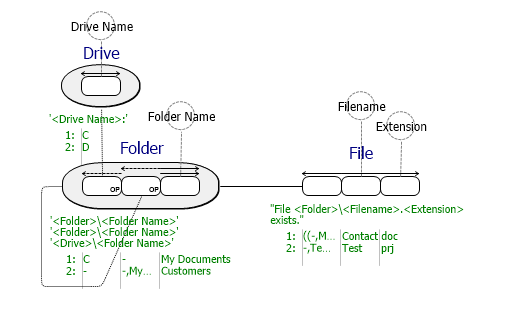 Drive Name
Drive
'<Drive Name>:'
1: C
2: D
Folder Name
Folder
OP OP
'<Folder>\<Folder Name>'
'<Folder>\<Folder Name>'
'<Drive>\<Folder Name>'
1: C - My Documents
2: - -,My... Customers
Filename
Extension
File
"File <Folder>\<Filename>.<Extension>
exists."
1: ((-,M... Contact doc
2: -,Te... Test prj